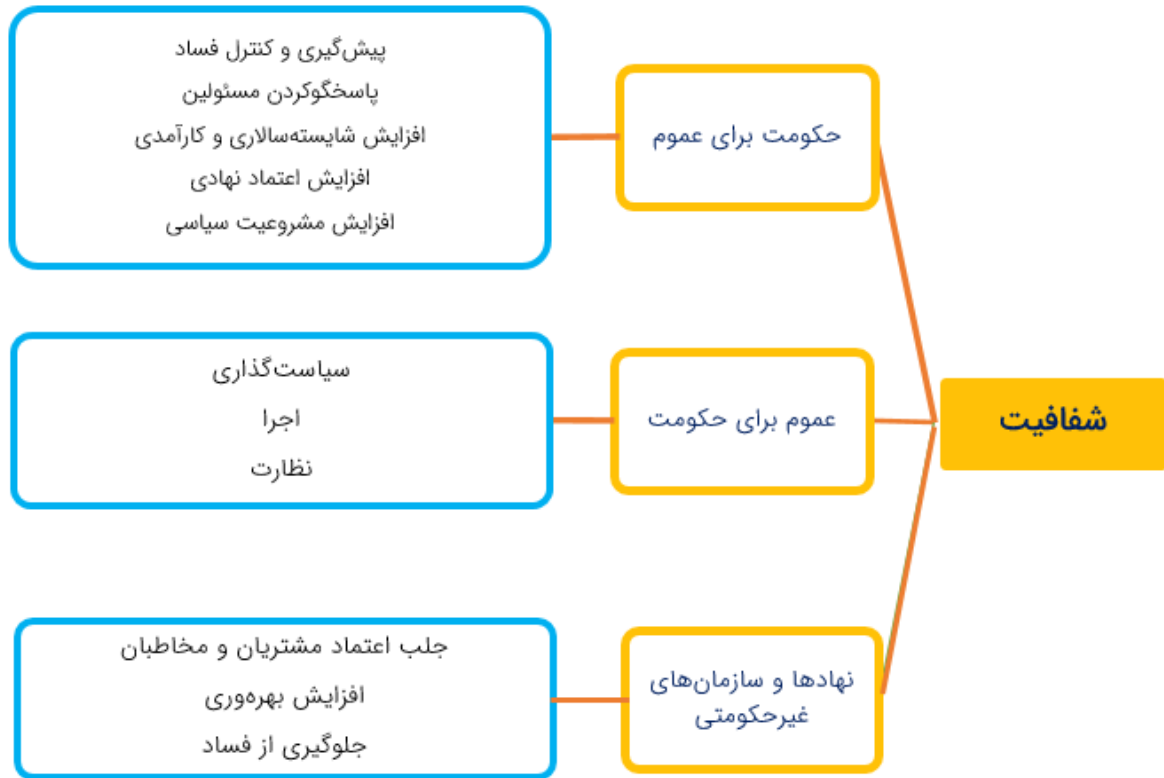 شفافیت
حکومت برای عموم
پیش‌گیری و کنترل فساد
پاسخگوکردن مسئولین
افزایش شایسته‌سالاری و کارآمدی
افزایش اعتماد نهادی
افزایش مشروعیت سیاسی
عموم برای حکومت
سیاست‌گذاری
اجرا
نظارت
نهادها و سازمان‌های
غیرحکومتی
جلب اعتماد مشتریان و مخاطبان
افزایش بهره‌وری
جلوگیری از فساد